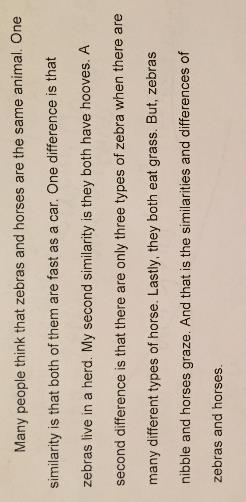 Many people think that zebras and horses are the same animal. One
similarity is that both of them are fast as a car. One difference is that
zebras live in a herd. My second similarity is they both have hooves. A
second difference is that there are only three types of zebra when there are
many different types of horse. Lastly, they both eat grass. But, zebras
nibble and horses graze. And that is the similarities and differences of
zebras and horses.